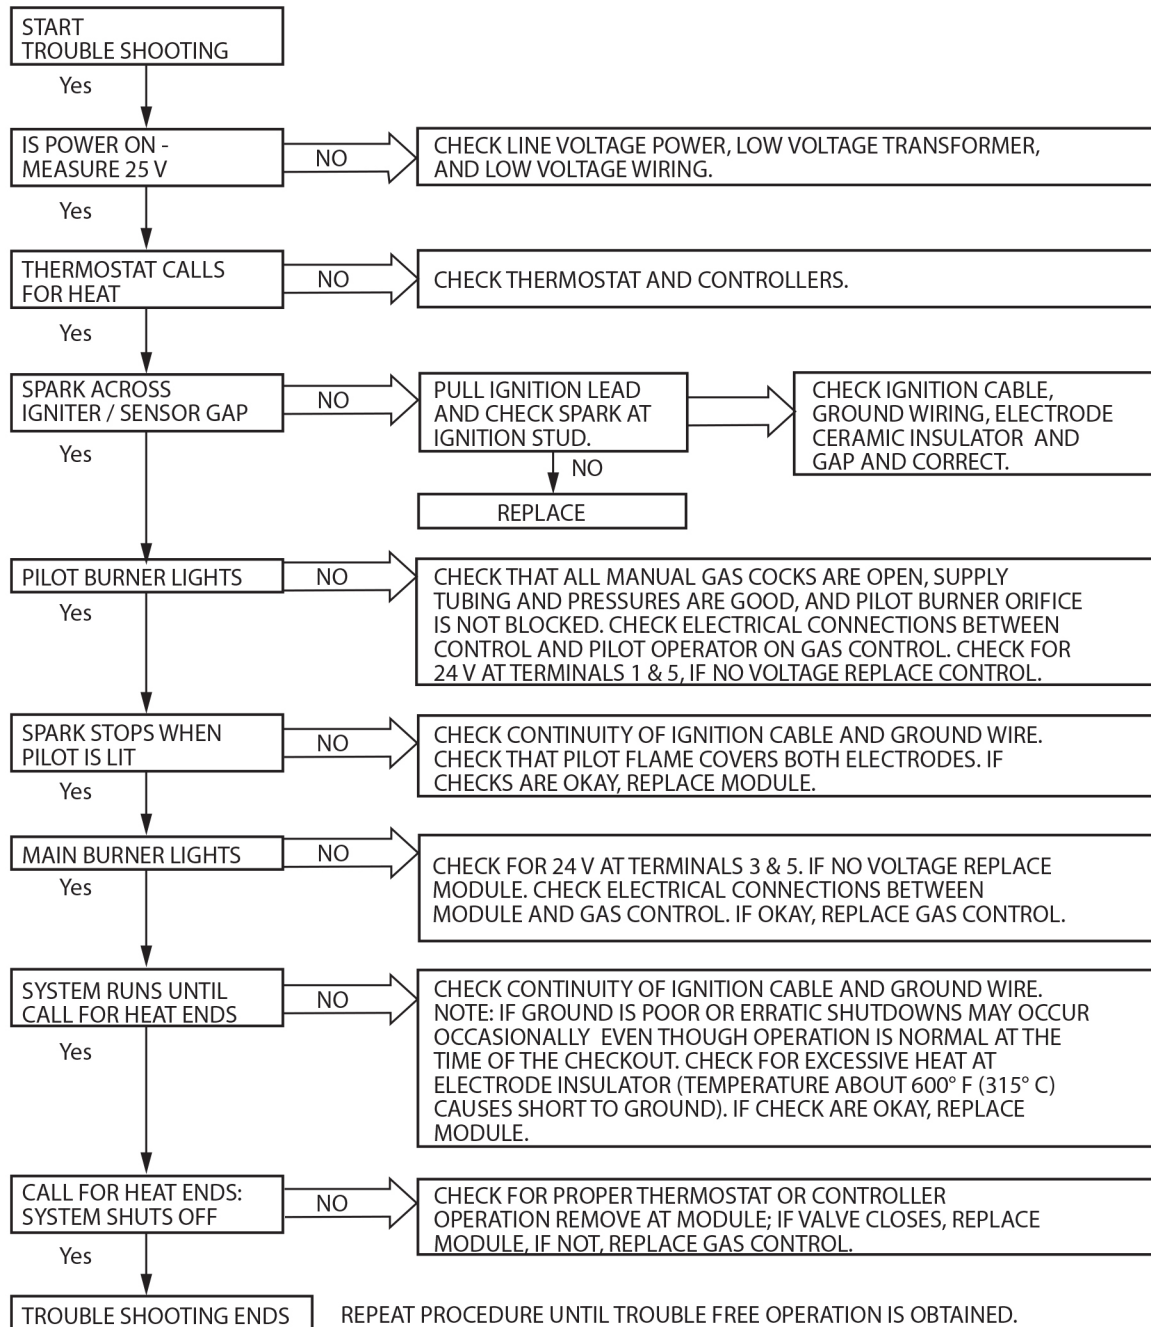 START
TROUBLE SHOOTING
Yes
IS POWER ON -
MEASURE 25 V
NO
CHECK LINE VOLTAGE POWER, LOW VOLTAGE TRANSFORMER,
AND LOW VOLTAGE WIRING.
Yes
THERMOSTAT CALLS
FOR HEAT
NO
CHECK THERMOSTAT AND CONTROLLERS.
Yes
SPARK ACROSS
IGNITER / SENSOR GAP
NO
PULL IGNITION LEAD
AND CHECK SPARK AT
IGNITION STUD.
CHECK IGNITION CABLE,
GROUND WIRING, ELECTRODE
CERAMIC INSULATOR AND
GAP AND CORRECT.
Yes
NO
REPLACE
PILOT BURNER LIGHTS
NO
CHECK THAT ALL MANUAL GAS COCKS ARE OPEN, SUPPLY
TUBING AND PRESSURES ARE GOOD, AND PILOT BURNER ORIFICE
IS NOT BLOCKED. CHECK ELECTRICAL CONNECTIONS BETWEEN
CONTROL AND PILOT OPERATOR ON GAS CONTROL. CHECK FOR
24 V AT TERMINALS 1 & 5, IF NO VOLTAGE REPLACE CONTROL.
Yes
SPARK STOPS WHEN
PILOT IS LIT
NO
CHECK CONTINUITY OF IGNITION CABLE AND GROUND WIRE.
CHECK THAT PILOT FLAME COVERS BOTH ELECTRODES. IF
CHECKS ARE OKAY, REPLACE MODULE.
Yes
MAIN BURNER LIGHTS
NO
CHECK FOR 24 V AT TERMINALS 3 & 5. IF NO VOLTAGE REPLACE
MODULE. CHECK ELECTRICAL CONNECTIONS BETWEEN
MODULE AND GAS CONTROL. IF OKAY, REPLACE GAS CONTROL.
Yes
SYSTEM RUNS UNTIL
CALL FOR HEAT ENDS
NO
CHECK CONTINUITY OF IGNITION CABLE AND GROUND WIRE.
NOTE: IF GROUND IS POOR OR ERRATIC SHUTDOWNS MAY OCCUR
OCCASIONALLY EVEN THOUGH OPERATION IS NORMAL AT THE
TIME OF THE CHECKOUT. CHECK FOR EXCESSIVE HEAT AT
ELECTRODE INSULATOR (TEMPERATURE ABOUT 600° F (315° C)
CAUSES SHORT TO GROUND). IF CHECK ARE OKAY, REPLACE
MODULE.
Yes
CALL FOR HEAT ENDS:
SYSTEM SHUTS OFF
NO
CHECK FOR PROPER THERMOSTAT OR CONTROLLER
OPERATION REMOVE AT MODULE; IF VALVE CLOSES, REPLACE
MODULE, IF NOT, REPLACE GAS CONTROL.
Yes
TROUBLE SHOOTING ENDS
REPEAT PROCEDURE UNTIL TROUBLE FREE OPERATION IS OBTAINED.